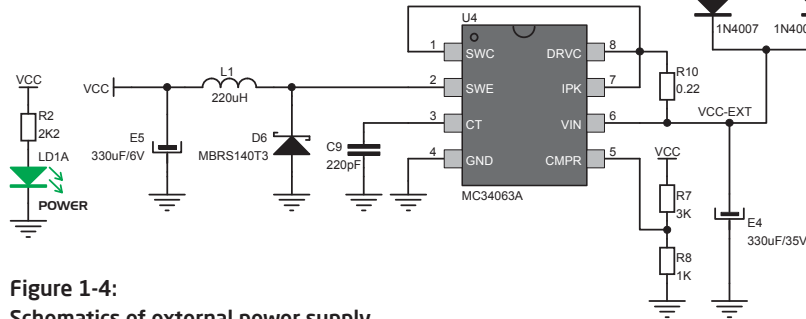 U4
1N4007
1N400
1
SWC
DRVC
8
VCC
R2
2K2
LD1A
POWER
VCC
L1
220uH
2
SWE
IPK
7
R10
0.22
E5
330uF/6V
D6
MBRS140T3
C9
220pF
3
CT
VIN
6
VCC-EXT
4
GND
CMPR
5
MC34063A
VCC
R7
3K
R8
1K
E4
330uF/35V
Figure 1-4:
Schematics of external power supply